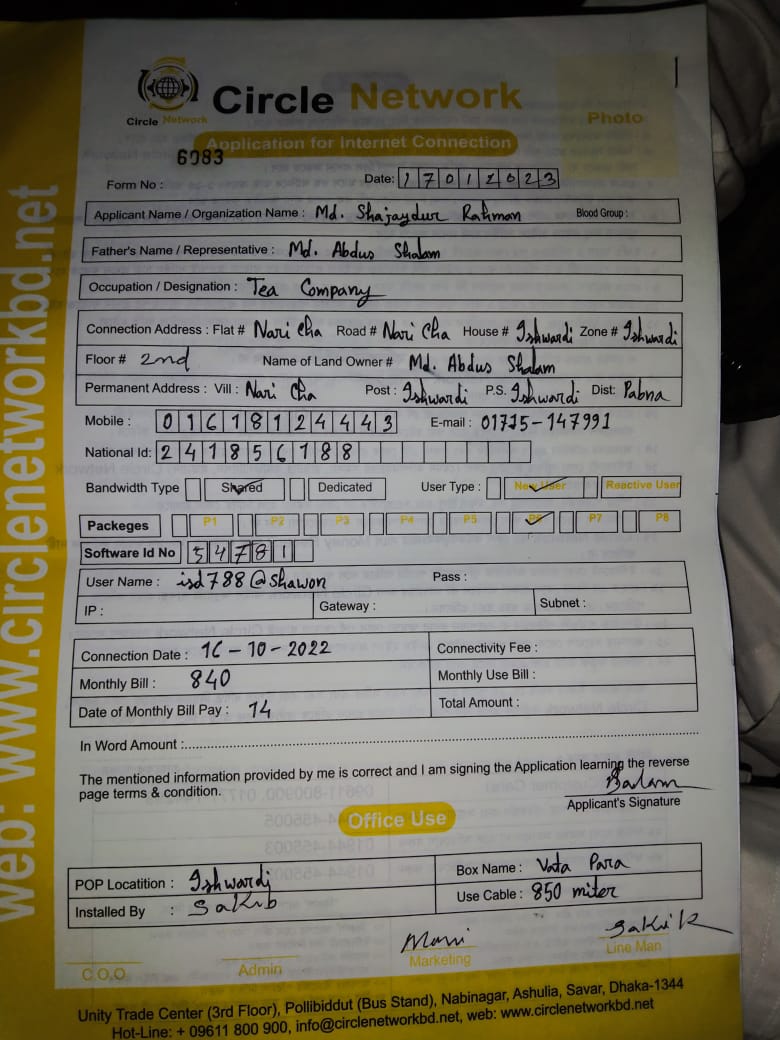 Circle Network
Circle Network
Photo
Application for Internet Connection
6083
Form No :
Date: 17012023
Applicant Name / Organization Name : Md. Shajaydur Rahman Blood Group :
Father's Name / Representative : Md. Abdus Shalam
Occupation / Designation : Tea Company
Connection Address : Flat # Nari Cha Road # Nari Cha House # Ishwardi Zone # Ishwardi
Floor # 2nd Name of Land Owner # Md. Abdus Shalam
Permanent Address : Vill : Nari Cha Post : Ishwardi P.S. Ishwardi Dist: Pabna
Mobile : 01618124443 E-mail : 01715-147991
National Id: 241856188
Bandwidth Type Shared Dedicated User Type : New User Reactive User
Packeges P1 P2 P3 P4 P5 P6 P7 P8
Software Id No 54781
User Name : isd788@shawon Pass :
IP : Gateway : Subnet :
Connection Date : 16-10-2022 Connectivity Fee :
Monthly Bill : 840 Monthly Use Bill :
Date of Monthly Bill Pay : 14 Total Amount :
In Word Amount :
The mentioned information provided by me is correct and I am signing the Application learning the reverse
page terms & condition.
Salam
Applicant's Signature
Office Use
POP Locatition : Ishwardi Box Name : Vata Para
Installed By : Sakib Use Cable : 850 miter
C.O.O Admin Marketing Line Man
Unity Trade Center (3rd Floor), Pollibiddut (Bus Stand), Nabinagar, Ashulia, Savar, Dhaka-1344
Hot-Line: + 09611 800 900, info@circlenetworkbd.net, web: www.circlenetworkbd.net
web: www.circlenetworkbd.net